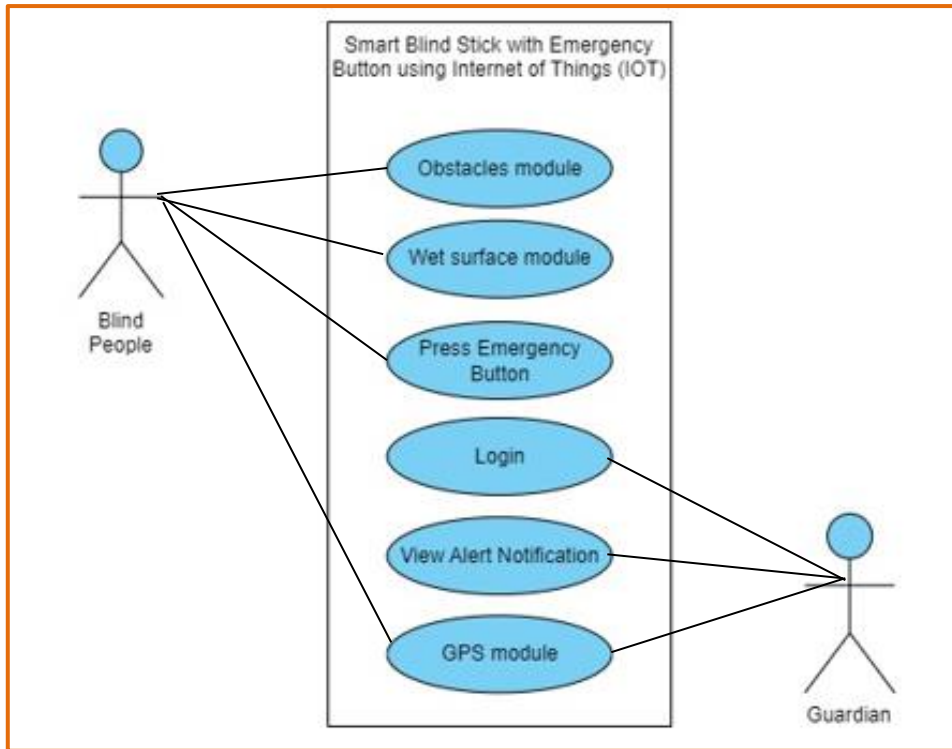 Smart Blind Stick with Emergency
Button using Internet of Things (IOT)
Obstacles module
Wet surface module
Blind
People
Press Emergency
Button
Login
View Alert Notification
GPS module
Guardian